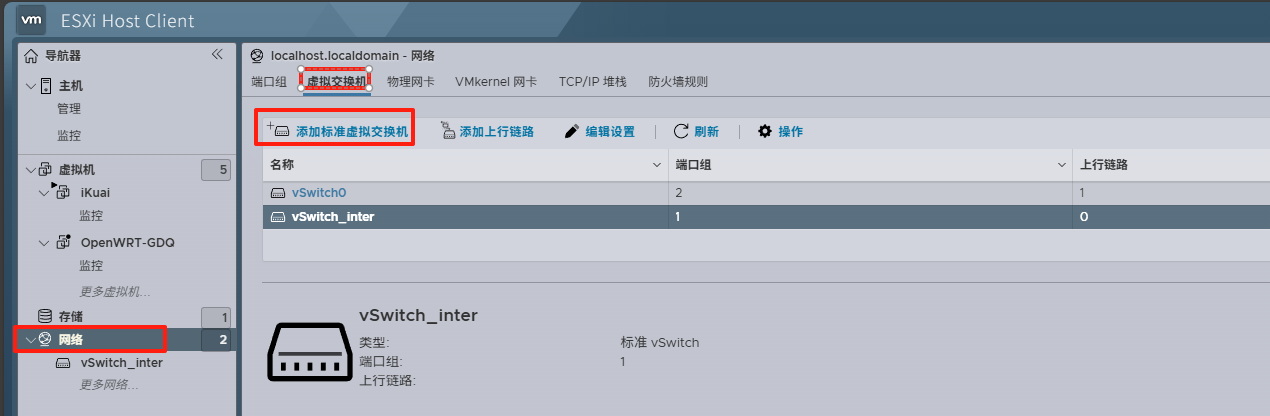 vm ESXi Host Client
导航器
主机
管理
监控
虚拟机 5
iKuai
监控
OpenWRT-GDQ
监控
更多虚拟机...
存储 1
网络 2
vSwitch_inter
更多网络...
localhost.localdomain - 网络
端口组 虚拟交换机 物理网卡 VMkernel 网卡 TCP/IP 堆栈 防火墙规则
添加标准虚拟交换机 添加上行链路 编辑设置 刷新 操作
名称 端口组 上行链路
vSwitch0 2 1
vSwitch_inter 1 0
vSwitch_inter
类型: 标准 vSwitch
端口组: 1
上行链路: